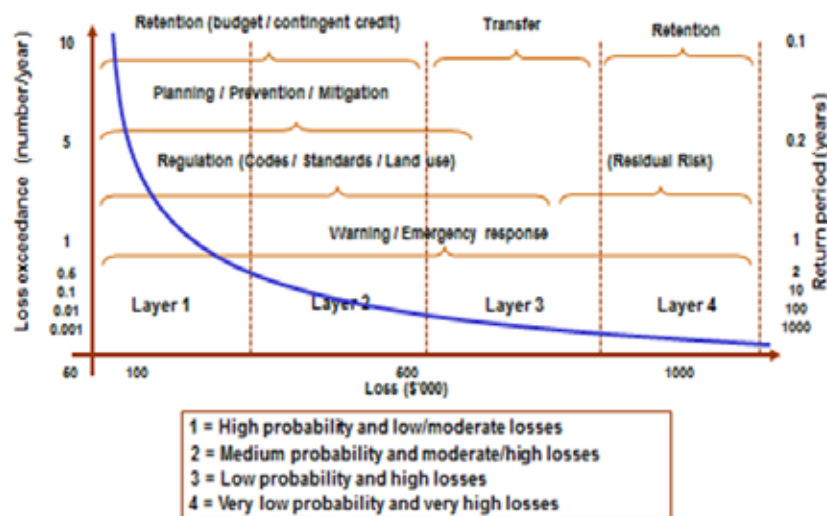 Retention (budget / contingent credit)
Transfer
Retention
10
0.1
Planning / Prevention / Mitigation
5
0.2
Regulation (Codes / Standards / Land use)
(Residual Risk)
Warning / Emergency response
1
1
0.6
2
0.1
10
0.01
100
0.001
1000
Loss exceedance (number/year)
Return period (years)
Layer 1
Layer 2
Layer 3
Layer 4
60
100
600
1000
Loss ($'000)
1 = High probability and low/moderate losses
2 = Medium probability and moderate/high losses
3 = Low probability and high losses
4 = Very low probability and very high losses